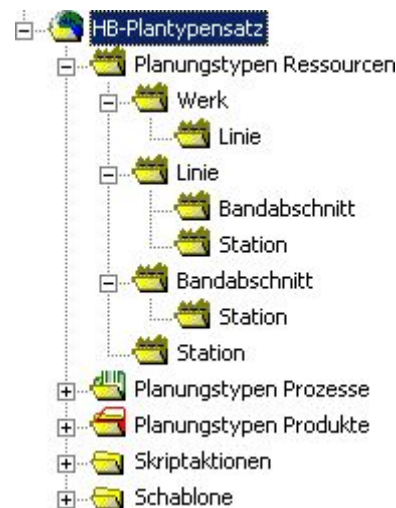 HB-Plantypensatz
Planungstypen Ressourcen
Werk
Linie
Linie
Bandabschnitt
Station
Bandabschnitt
Station
Station
Planungstypen Prozesse
Planungstypen Produkte
Skriptaktionen
Schablone